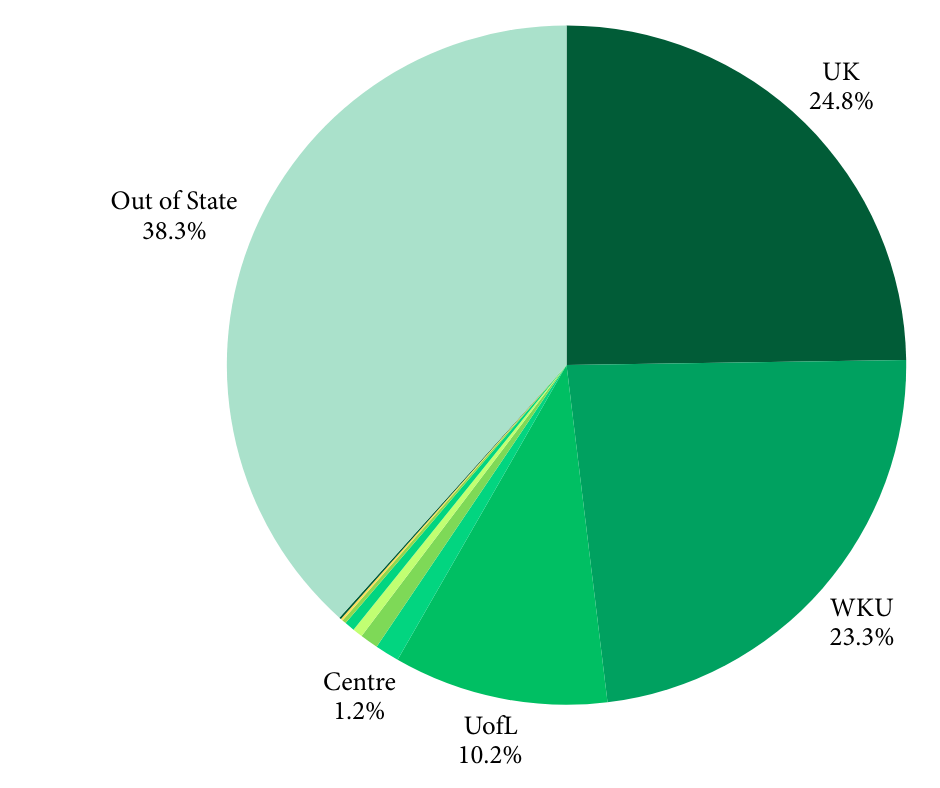 UK
24.8%
Out of State
38.3%
WKU
23.3%
Centre
1.2%
UofL
10.2%